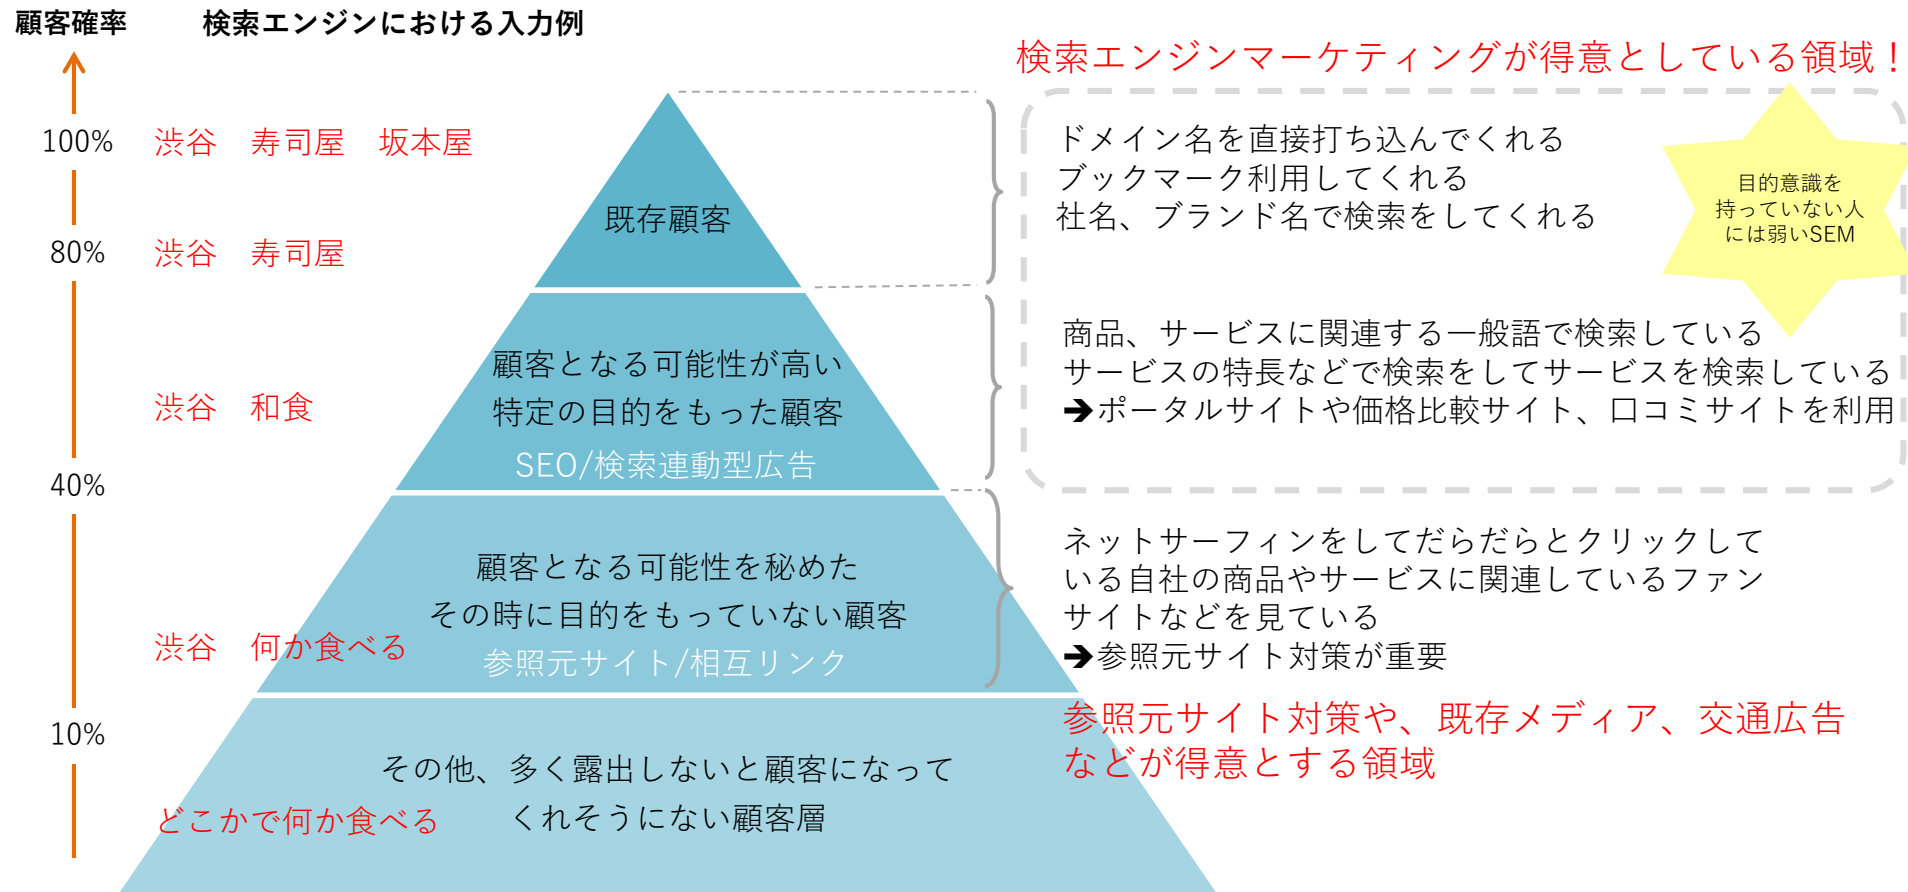 顧客確率 検索エンジンにおける入力例
検索エンジンマーケティングが得意としている領域！
100%
渋谷 寿司屋 坂本屋
80%
渋谷 寿司屋
渋谷 和食
40%
渋谷 何か食べる
10%
どこかで何か食べる
既存顧客
顧客となる可能性が高い
特定の目的をもった顧客
SEO/検索連動型広告
顧客となる可能性を秘めた
その時に目的をもっていない顧客
参照元サイト/相互リンク
その他、多く露出しないと顧客になって
くれそうにない顧客層
ドメイン名を直接打ち込んでくれる
ブックマーク利用してくれる
社名、ブランド名で検索をしてくれる
目的意識を
持っていない人
には弱いSEM
商品、サービスに関連する一般語で検索している
サービスの特長などで検索をしてサービスを検索している
➔ポータルサイトや価格比較サイト、口コミサイトを利用
ネットサーフィンをしてだらだらとクリックして
いる自社の商品やサービスに関連しているファン
サイトなどを見ている
➔参照元サイト対策が重要
参照元サイト対策や、既存メディア、交通広告
などが得意とする領域